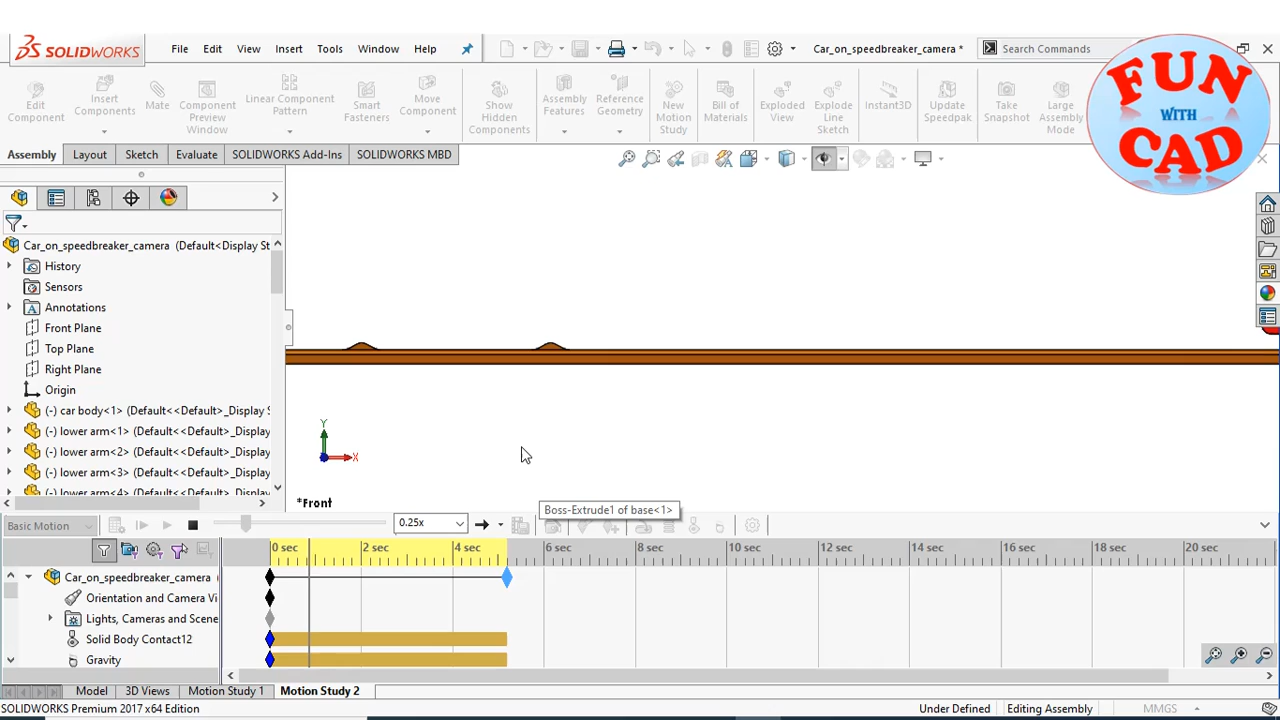 SOLIDWORKS
File Edit View Insert Tools Window Help
Car_on_speedbreaker_camera *
Search Commands
FUN
WITH
CAD
Edit Component
Insert Components
Mate
Component Preview Window
Linear Component Pattern
Smart Fasteners
Move Component
Show Hidden Components
Assembly Features
Reference Geometry
New Motion Study
Bill of Materials
Exploded View
Explode Line Sketch
Instant3D
Update Speedpak
Take Snapshot
Large Assembly Mode
Assembly Layout Sketch Evaluate SOLIDWORKS Add-Ins SOLIDWORKS MBD
Car_on_speedbreaker_camera (Default<Display St
History
Sensors
Annotations
Front Plane
Top Plane
Right Plane
Origin
(-) car body<1> (Default<<Default>_Display S
(-) lower arm<1> (Default<<Default>_Display
(-) lower arm<2> (Default<<Default>_Display
(-) lower arm<3> (Default<<Default>_Display
(-) lower arm<4> (Default<<Default>_Display
Y
X
*Front
Boss-Extrude1 of base<1>
Basic Motion
0.25x
0 sec 2 sec 4 sec 6 sec 8 sec 10 sec 12 sec 14 sec 16 sec 18 sec 20 sec
Car_on_speedbreaker_camera (
Orientation and Camera Vi
Lights, Cameras and Scene
Solid Body Contact12
Gravity
Model 3D Views Motion Study 1 Motion Study 2
SOLIDWORKS Premium 2017 x64 Edition
Under Defined Editing Assembly MMGS